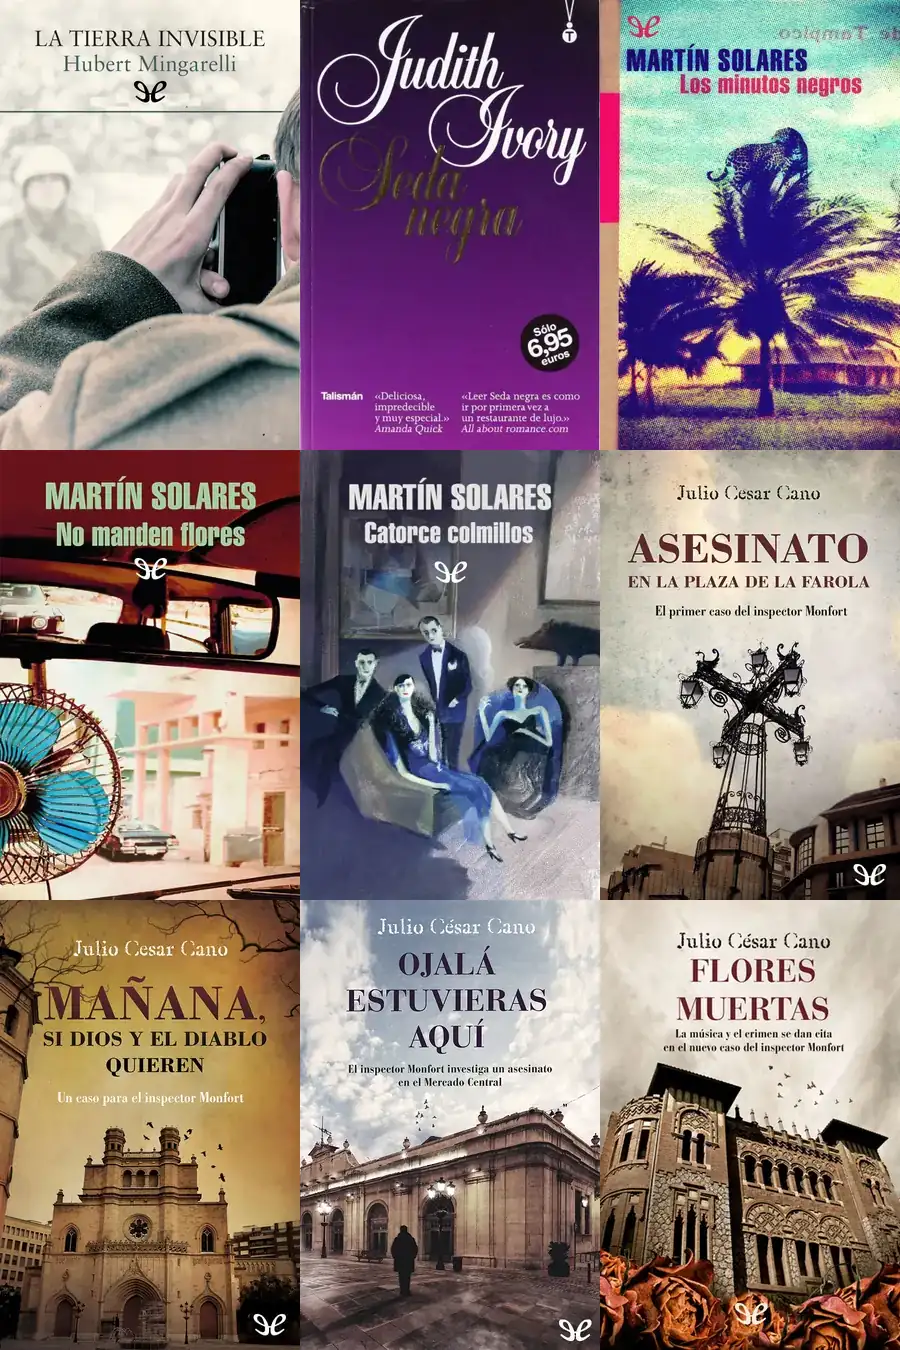 LA TIERRA INVISIBLE
Hubert Mingarelli
Judith
Ivory
Seda
negra
Sólo
6,95
euros
Talismán
«Deliciosa,
impredecible
y muy especial.»
Amanda Quick
«Leer Seda negra es como
ir por primera vez a
un restaurante de lujo.»
All about romance.com
de Tampico.
MARTÍN SOLARES
Los minutos negros
MARTÍN SOLARES
No manden flores
MARTÍN SOLARES
Catorce colmillos
Julio César Cano
ASESINATO
EN LA PLAZA DE LA FAROLA
El primer caso del inspector Monfort
Julio César Cano
MAÑANA,
SI DIOS Y EL DIABLO
QUIEREN
Un caso para el inspector Monfort
Julio César Cano
OJALÁ
ESTUVIERAS
AQUÍ
El inspector Monfort investiga un asesinato
en el Mercado Central
Julio César Cano
FLORES
MUERTAS
La música y el crimen se dan cita
en el nuevo caso del inspector Monfort